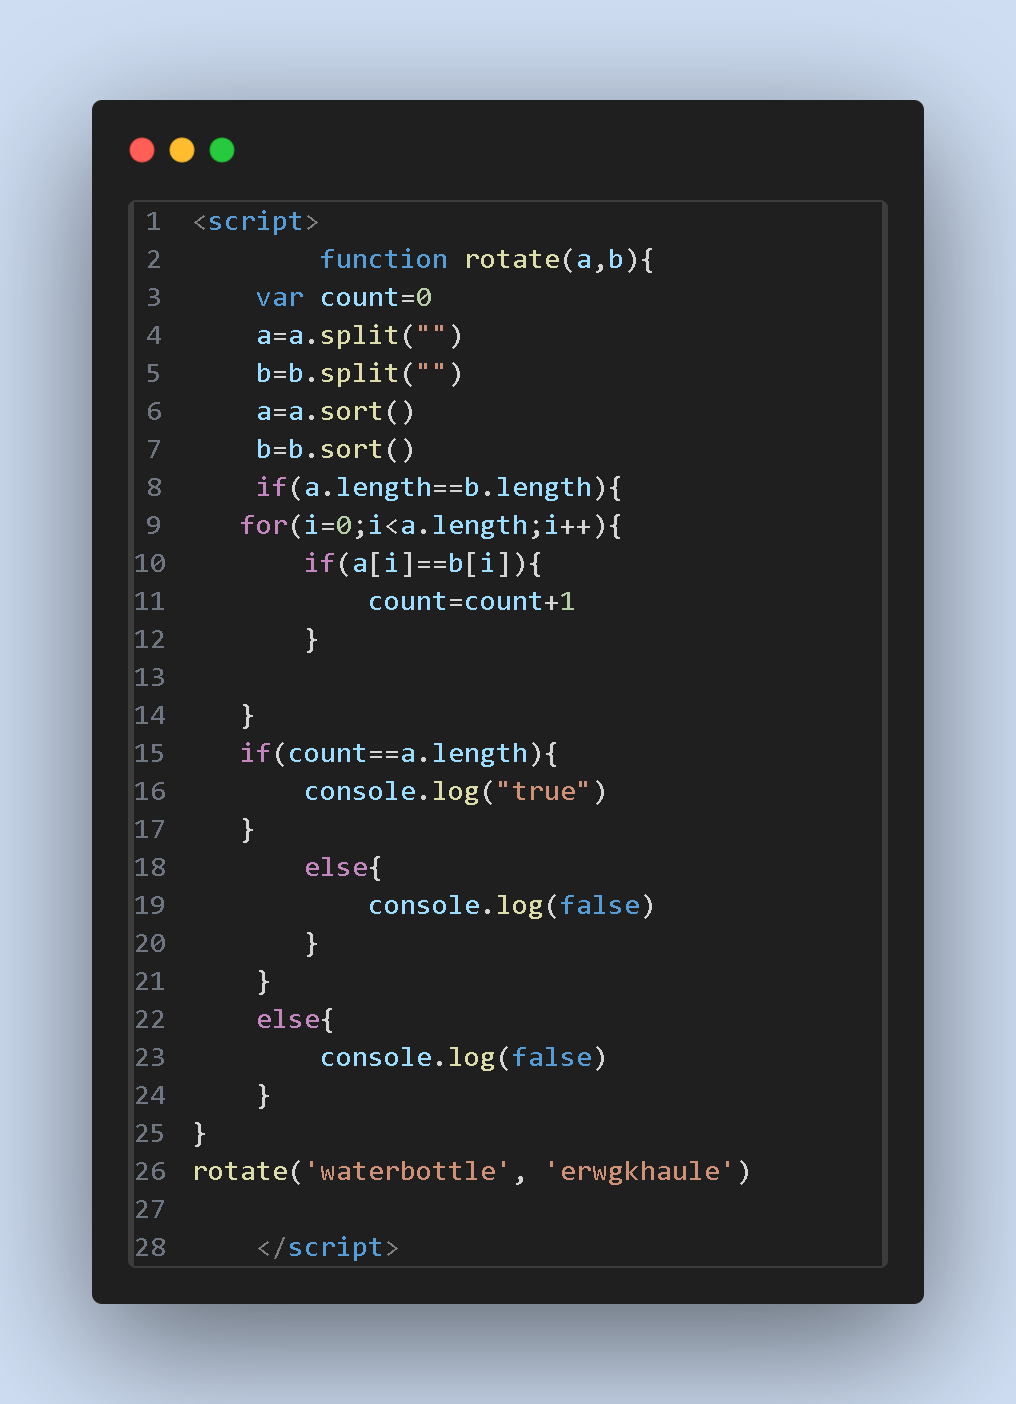 1 <script>
2         function rotate(a,b){
3     var count=0
4     a=a.split("")
5     b=b.split("")
6     a=a.sort()
7     b=b.sort()
8     if(a.length==b.length){
9    for(i=0;i<a.length;i++){
10        if(a[i]==b[i]){
11            count=count+1
12        }
13
14    }
15    if(count==a.length){
16        console.log("true")
17    }
18        else{
19            console.log(false)
20        }
21     }
22     else{
23         console.log(false)
24     }
25 }
26 rotate('waterbottle', 'erwgkhaule')
27
28     </script>